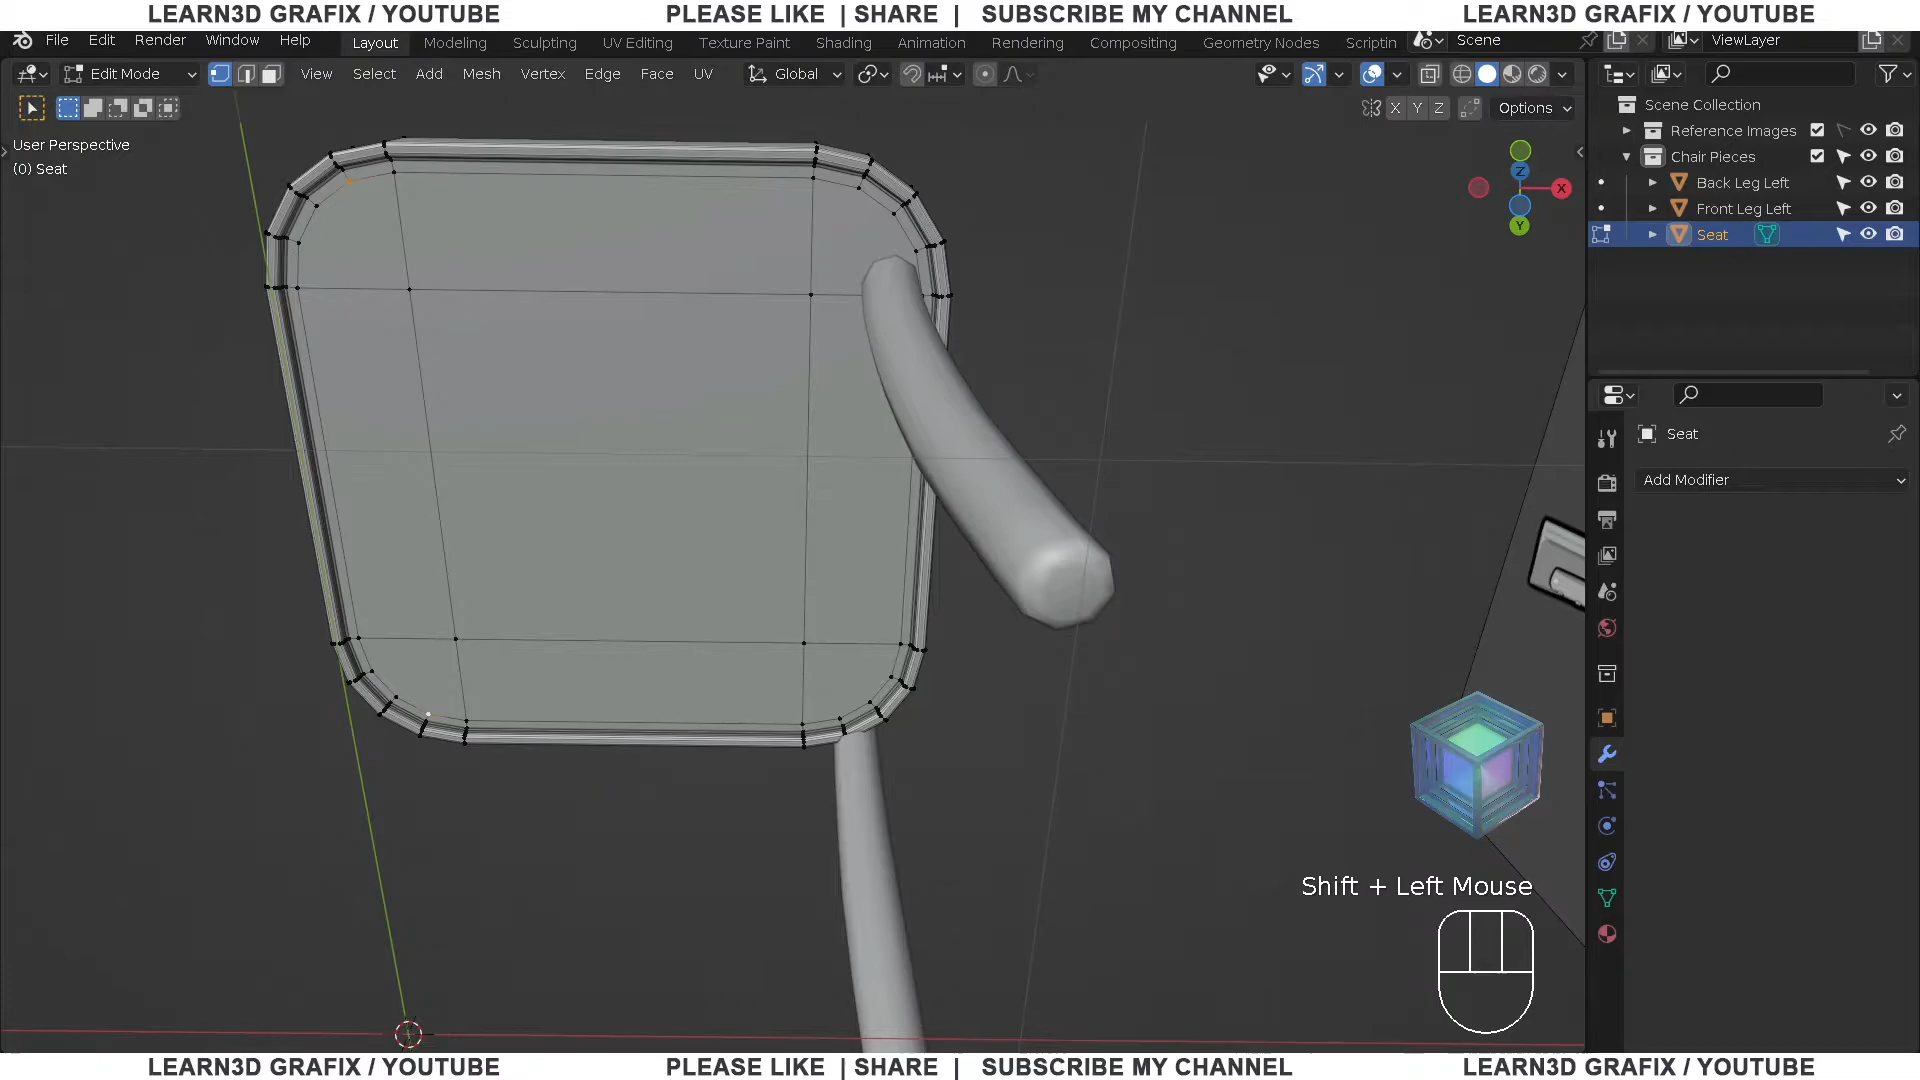 LEARN3D GRAFIX / YOUTUBE PLEASE LIKE | SHARE | SUBSCRIBE MY CHANNEL LEARN3D GRAFIX / YOUTUBE
File Edit Render Window Help Layout Modeling Sculpting UV Editing Texture Paint Shading Animation Rendering Compositing Geometry Nodes Scriptin Scene ViewLayer
Edit Mode View Select Add Mesh Vertex Edge Face UV Global
X Y Z Options
User Perspective
(0) Seat
Z
X
Y
Scene Collection
Reference Images
Chair Pieces
Back Leg Left
Front Leg Left
Seat
Seat
Add Modifier
Shift + Left Mouse
LEARN3D GRAFIX / YOUTUBE PLEASE LIKE | SHARE | SUBSCRIBE MY CHANNEL LEARN3D GRAFIX / YOUTUBE